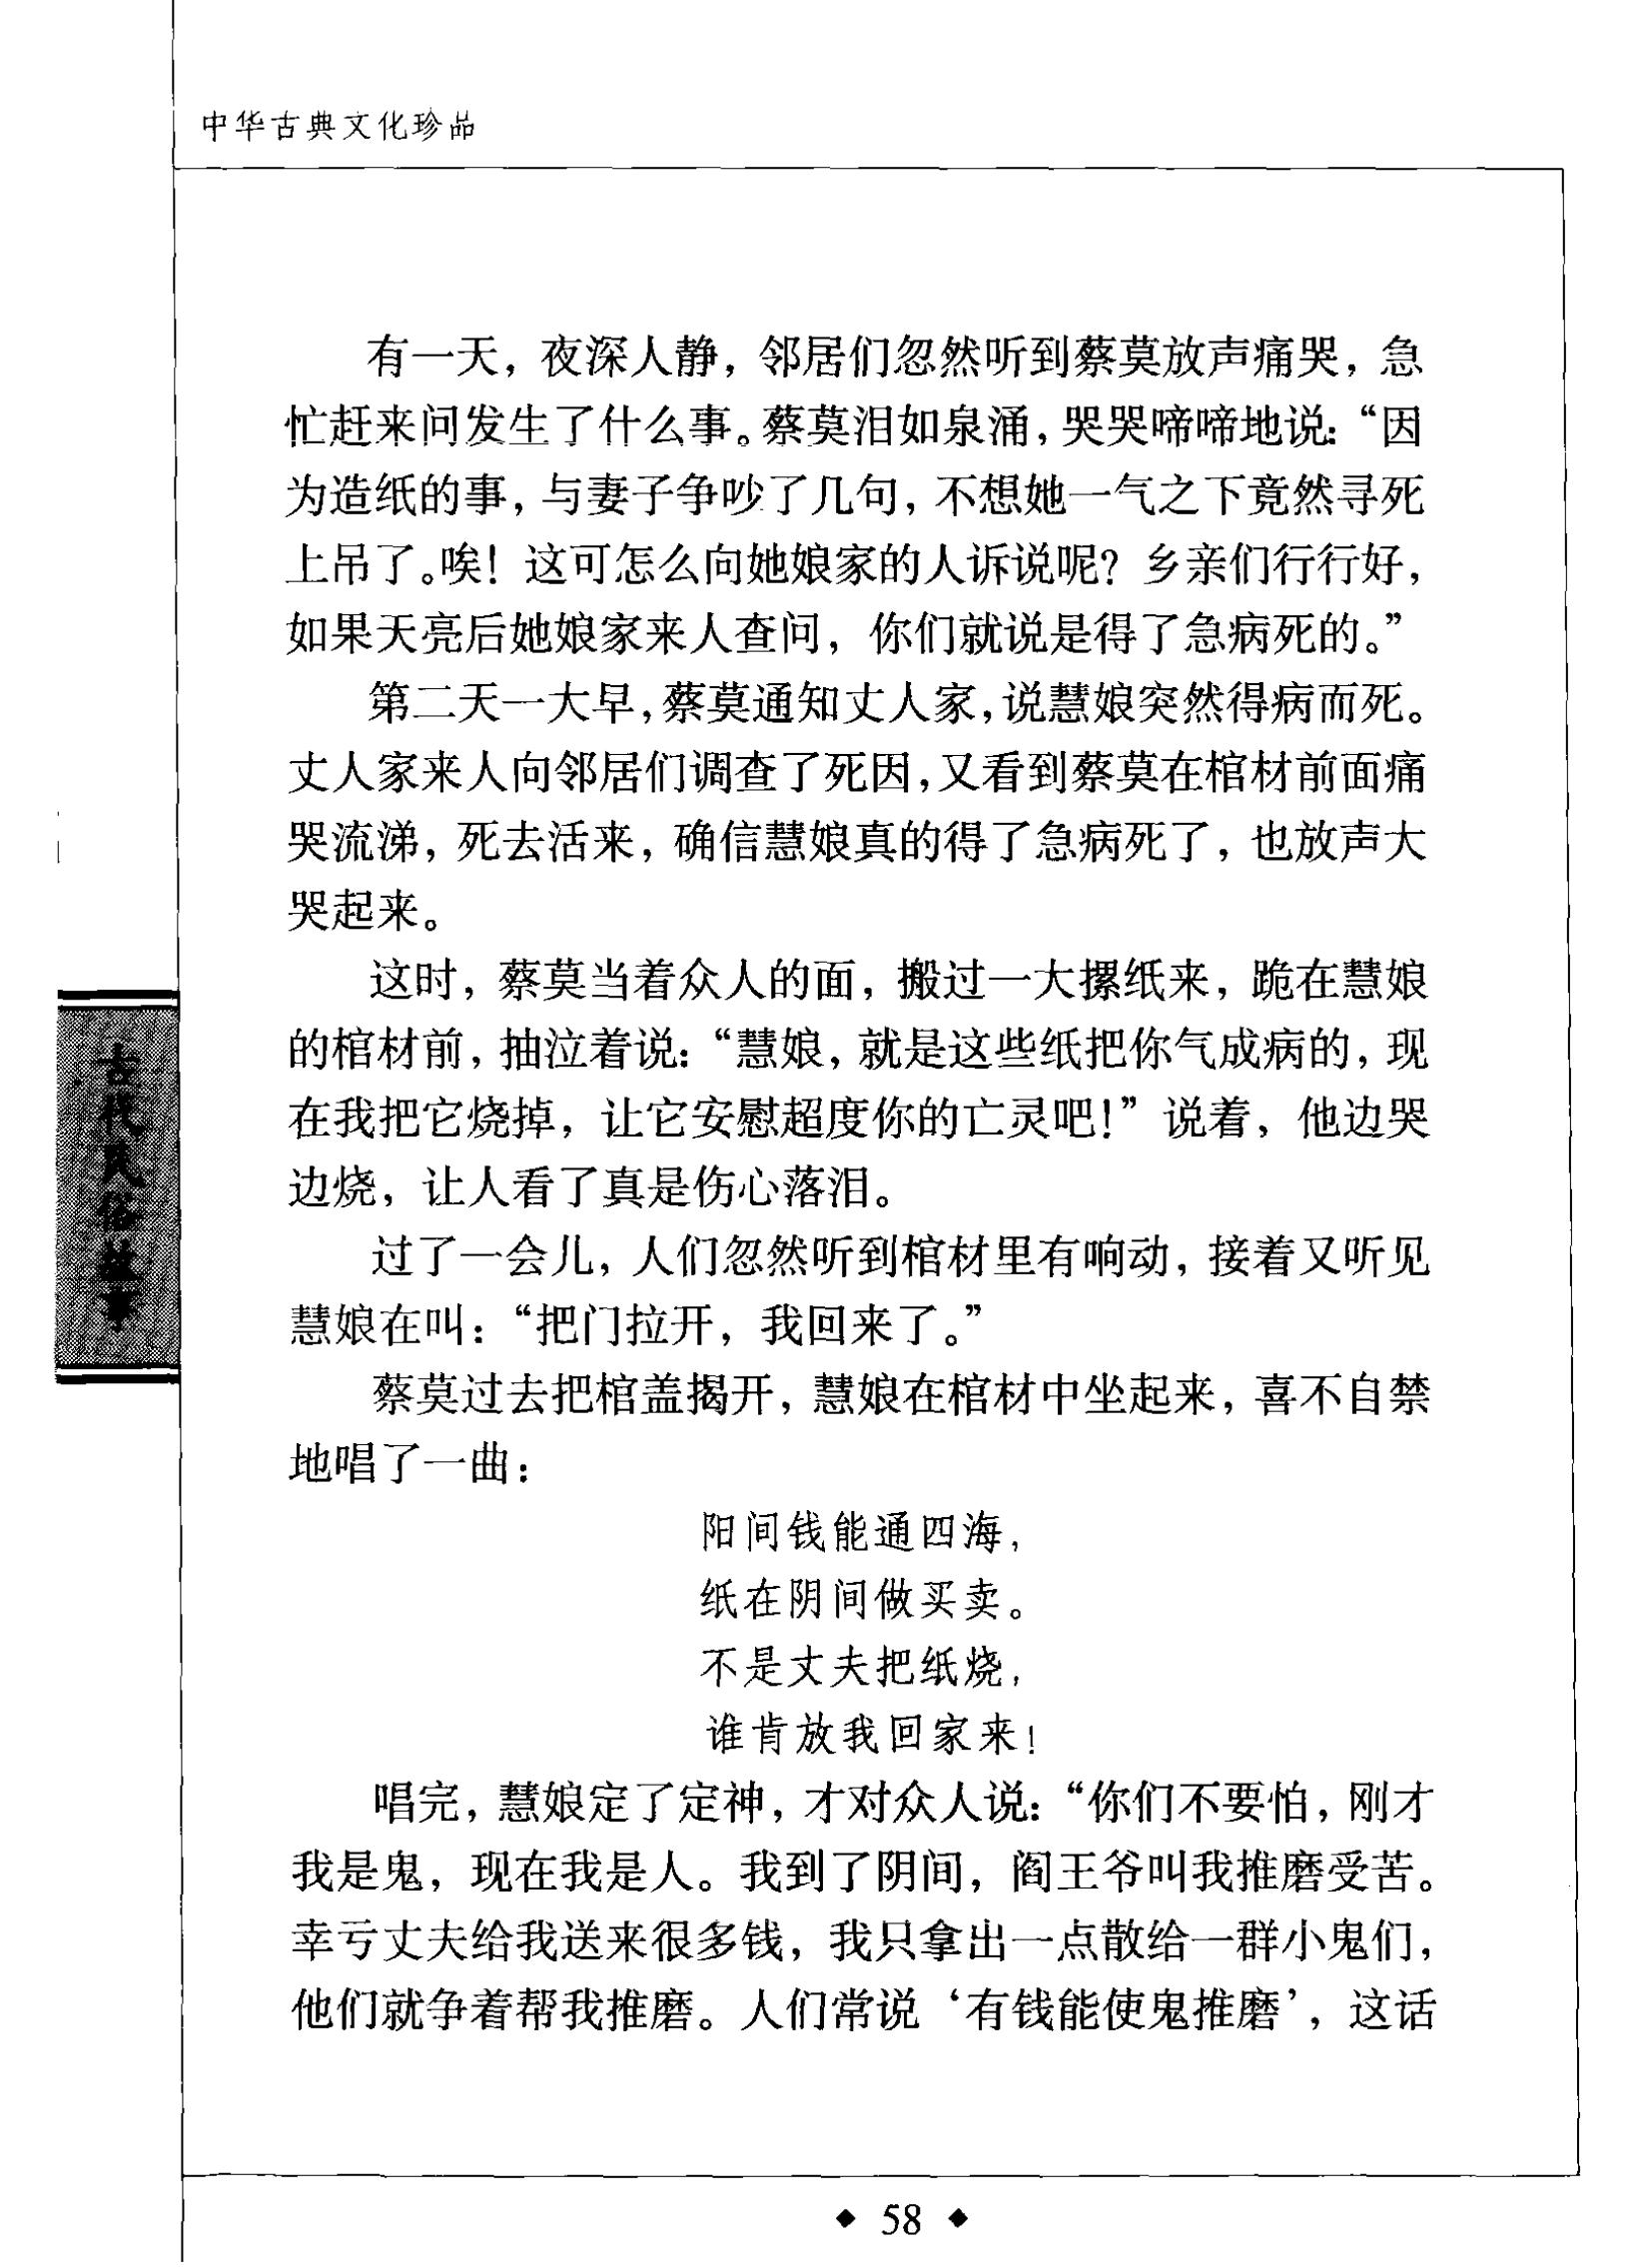 中华古典文化珍品
有一天，夜深人静，邻居们忽然听到蔡莫放声痛哭，急
忙赶来问发生了什么事。蔡莫泪如泉涌，哭哭啼啼地说：“因
为造纸的事，与妻子争吵了几句，不想她一气之下竟然寻死
上吊了。唉！这可怎么向她娘家的人诉说呢？乡亲们行行好，
如果天亮后她娘家来人查问，你们就说是得了急病死的。”
第二天一大早，蔡莫通知丈人家，说慧娘突然得病而死。
丈人家来人向邻居们调查了死因，又看到蔡莫在棺材前面痛
哭流涕，死去活来，确信慧娘真的得了急病死了，也放声大
哭起来。
这时，蔡莫当着众人的面，搬过一大摞纸来，跪在慧娘
的棺材前，抽泣着说：“慧娘，就是这些纸把你气成病的，现
在我把它烧掉，让它安慰超度你的亡灵吧！”说着，他边哭
边烧，让人看了真是伤心落泪。
过了一会儿，人们忽然听到棺材里有响动，接着又听见
慧娘在叫：“把门拉开，我回来了。”
蔡莫过去把棺盖揭开，慧娘在棺材中坐起来，喜不自禁
地唱了一曲：
阳间钱能通四海，
纸在阴间做买卖。
不是丈夫把纸烧，
谁肯放我回家来！
唱完，慧娘定了定神，才对众人说：“你们不要怕，刚才
我是鬼，现在我是人。我到了阴间，阎王爷叫我推磨受苦。
幸亏丈夫给我送来很多钱，我只拿出一点散给一群小鬼们，
他们就争着帮我推磨。人们常说‘有钱能使鬼推磨’，这话
古代民俗故事
◆ 58 ◆